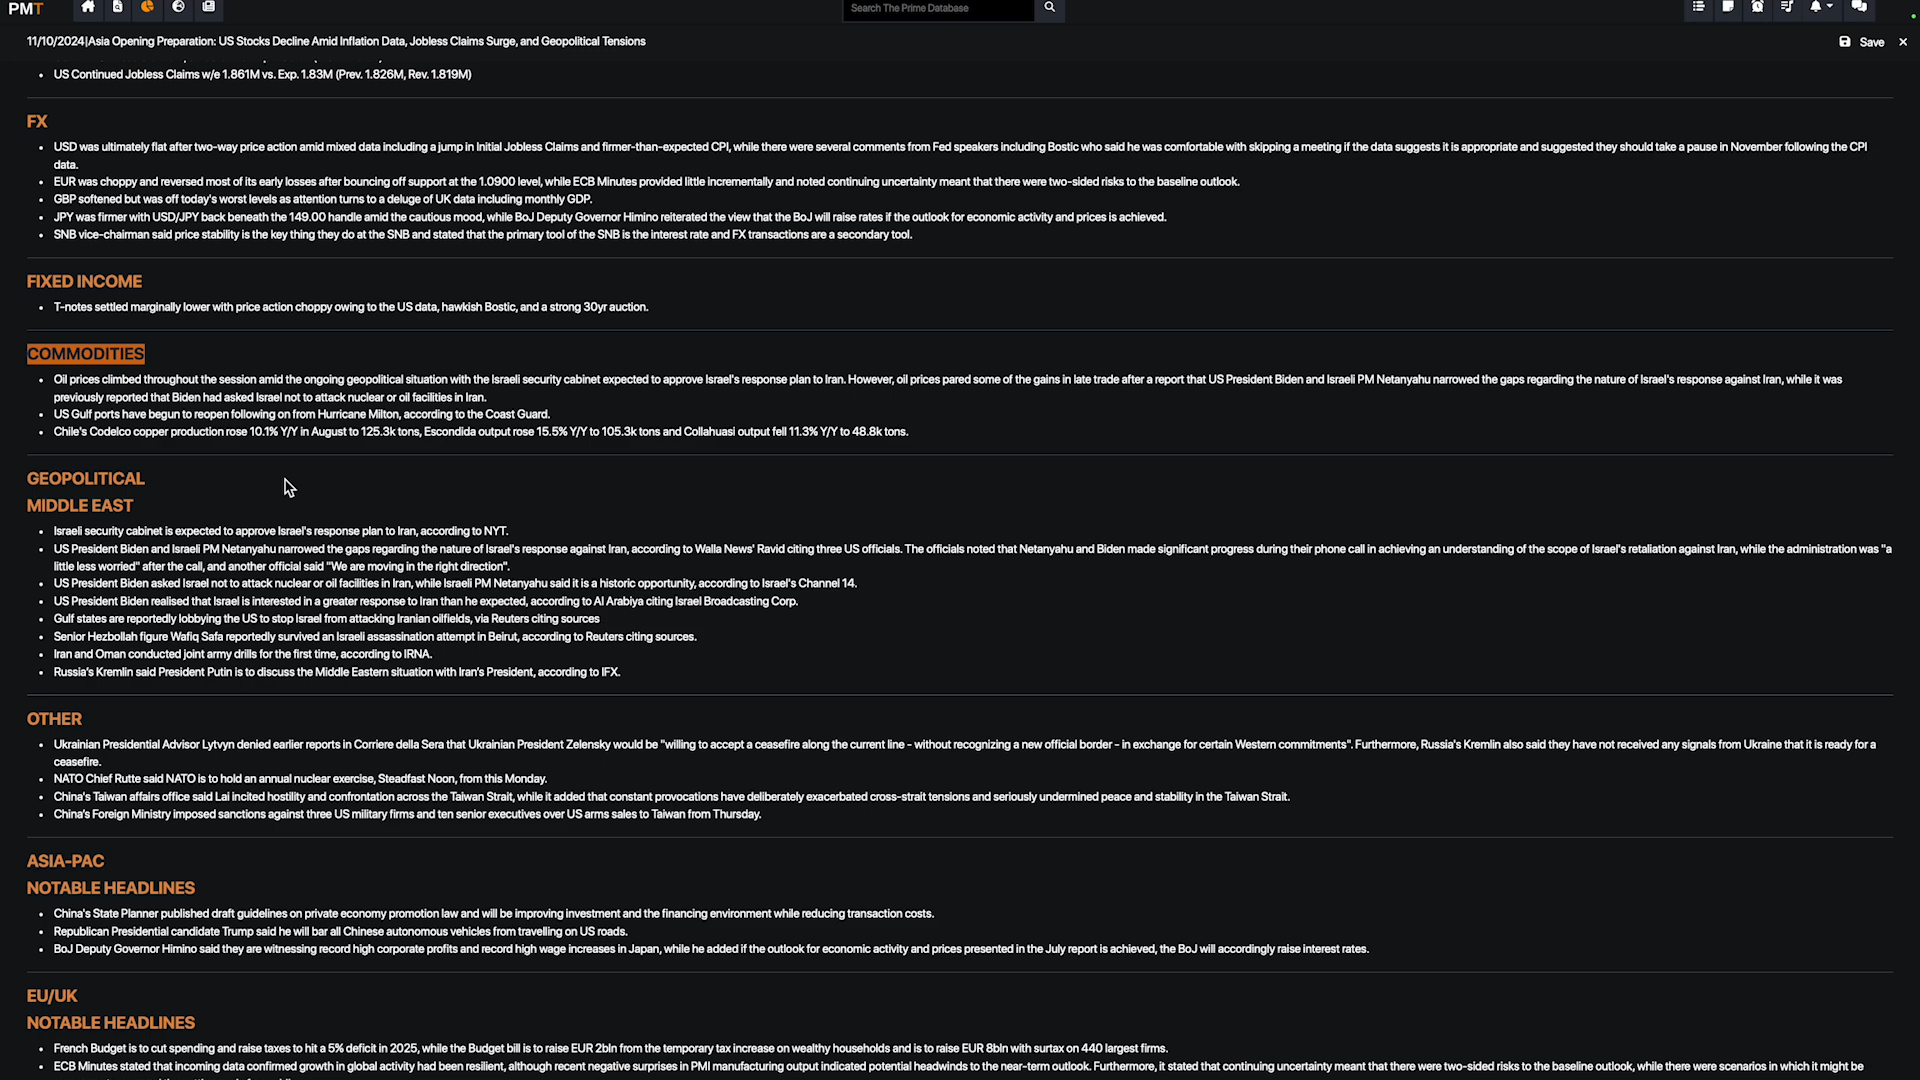 PMT
Search The Prime Database
11/10/2024|Asia Opening Preparation: US Stocks Decline Amid Inflation Data, Jobless Claims Surge, and Geopolitical Tensions
Save
US Continued Jobless Claims w/e 1.861M vs. Exp. 1.83M (Prev. 1.826M, Rev. 1.819M)
FX
USD was ultimately flat after two-way price action amid mixed data including a jump in Initial Jobless Claims and firmer-than-expected CPI, while there were several comments from Fed speakers including Bostic who said he was comfortable with skipping a meeting if the data suggests it is appropriate and suggested they should take a pause in November following the CPI
data.
EUR was choppy and reversed most of its early losses after bouncing off support at the 1.0900 level, while ECB Minutes provided little incrementally and noted continuing uncertainty meant that there were two-sided risks to the baseline outlook.
GBP softened but was off today's worst levels as attention turns to a deluge of UK data including monthly GDP.
JPY was firmer with USD/JPY back beneath the 149.00 handle amid the cautious mood, while BoJ Deputy Governor Himino reiterated the view that the BoJ will raise rates if the outlook for economic activity and prices is achieved.
SNB vice-chairman said price stability is the key thing they do at the SNB and stated that the primary tool of the SNB is the interest rate and FX transactions are a secondary tool.
FIXED INCOME
T-notes settled marginally lower with price action choppy owing to the US data, hawkish Bostic, and a strong 30yr auction.
COMMODITIES
Oil prices climbed throughout the session amid the ongoing geopolitical situation with the Israeli security cabinet expected to approve Israel's response plan to Iran. However, oil prices pared some of the gains in late trade after a report that US President Biden and Israeli PM Netanyahu narrowed the gaps regarding the nature of Israel's response against Iran, while it was
previously reported that Biden had asked Israel not to attack nuclear or oil facilities in Iran.
US Gulf ports have begun to reopen following on from Hurricane Milton, according to the Coast Guard.
Chile's Codelco copper production rose 10.1% Y/Y in August to 125.3k tons, Escondida output rose 15.5% Y/Y to 105.3k tons and Collahuasi output fell 11.3% Y/Y to 48.8k tons.
GEOPOLITICAL
MIDDLE EAST
Israeli security cabinet is expected to approve Israel's response plan to Iran, according to NYT.
US President Biden and Israeli PM Netanyahu narrowed the gaps regarding the nature of Israel's response against Iran, according to Walla News' Ravid citing three US officials. The officials noted that Netanyahu and Biden made significant progress during their phone call in achieving an understanding of the scope of Israel's retaliation against Iran, while the administration was "a
little less worried" after the call, and another official said "We are moving in the right direction".
US President Biden asked Israel not to attack nuclear or oil facilities in Iran, while Israeli PM Netanyahu said it is a historic opportunity, according to Israel's Channel 14.
US President Biden realised that Israel is interested in a greater response to Iran than he expected, according to Al Arabiya citing Israel Broadcasting Corp.
Gulf states are reportedly lobbying the US to stop Israel from attacking Iranian oilfields, via Reuters citing sources
Senior Hezbollah figure Wafiq Safa reportedly survived an Israeli assassination attempt in Beirut, according to Reuters citing sources.
Iran and Oman conducted joint army drills for the first time, according to IRNA.
Russia's Kremlin said President Putin is to discuss the Middle Eastern situation with Iran's President, according to IFX.
OTHER
Ukrainian Presidential Advisor Lytvyn denied earlier reports in Corriere della Sera that Ukrainian President Zelensky would be "willing to accept a ceasefire along the current line - without recognizing a new official border - in exchange for certain Western commitments". Furthermore, Russia's Kremlin also said they have not received any signals from Ukraine that it is ready for a
ceasefire.
NATO Chief Rutte said NATO is to hold an annual nuclear exercise, Steadfast Noon, from this Monday.
China's Taiwan affairs office said Lai incited hostility and confrontation across the Taiwan Strait, while it added that constant provocations have deliberately exacerbated cross-strait tensions and seriously undermined peace and stability in the Taiwan Strait.
China's Foreign Ministry imposed sanctions against three US military firms and ten senior executives over US arms sales to Taiwan from Thursday.
ASIA-PAC
NOTABLE HEADLINES
China's State Planner published draft guidelines on private economy promotion law and will be improving investment and the financing environment while reducing transaction costs.
Republican Presidential candidate Trump said he will bar all Chinese autonomous vehicles from travelling on US roads.
BoJ Deputy Governor Himino said they are witnessing record high corporate profits and record high wage increases in Japan, while he added if the outlook for economic activity and prices presented in the July report is achieved, the BoJ will accordingly raise interest rates.
EU/UK
NOTABLE HEADLINES
French Budget is to cut spending and raise taxes to hit a 5% deficit in 2025, while the Budget bill is to raise EUR 2bln from the temporary tax increase on wealthy households and is to raise EUR 8bln with surtax on 440 largest firms.
ECB Minutes stated that incoming data confirmed growth in global activity had been resilient, although recent negative surprises in PMI manufacturing output indicated potential headwinds to the near-term outlook. Furthermore, it stated that continuing uncertainty meant that there were two-sided risks to the baseline outlook, while there were scenarios in which it might be